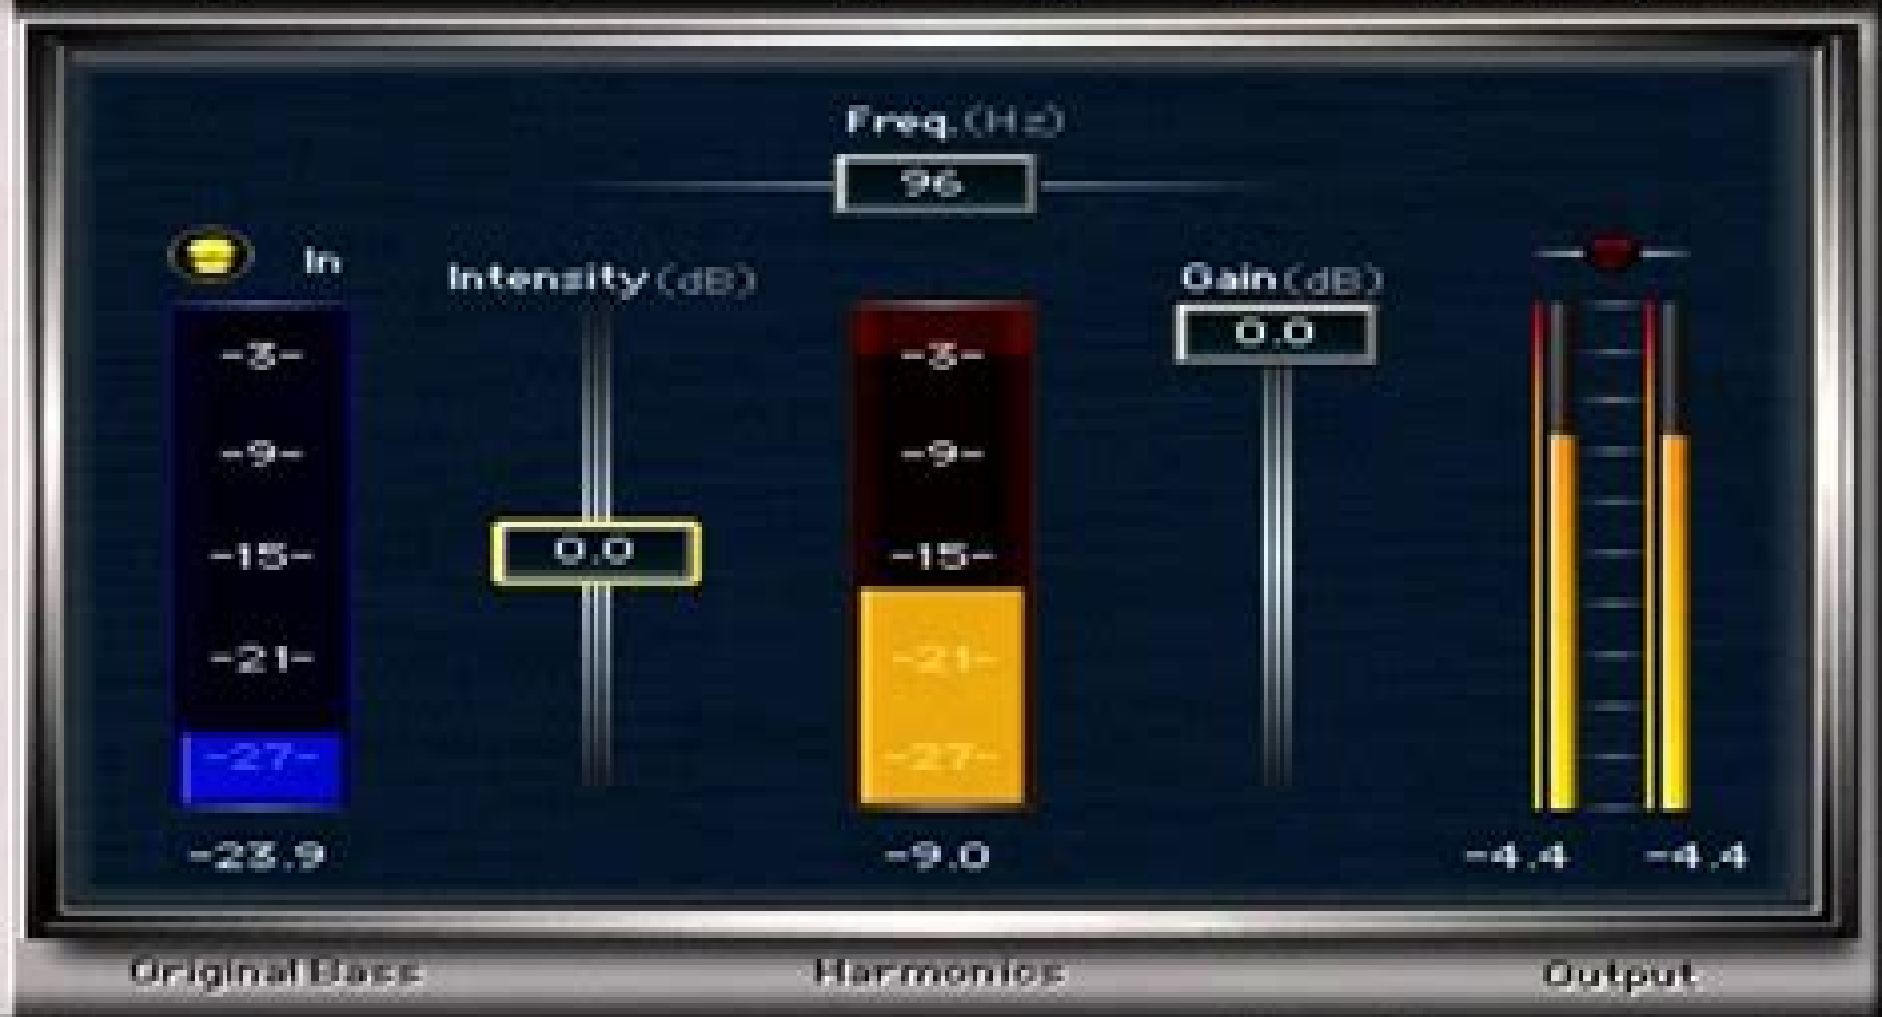 Freq.(Hz)
96
In
Intensity(dB)
Gain(dB)
0.0
-3-
-3-
-9-
-9-
0.0
-15-
-15-
-21-
-21-
-27-
-27-
-23.9
-9.0
-4.4
-4.4
Original Bass
Harmonics
Output